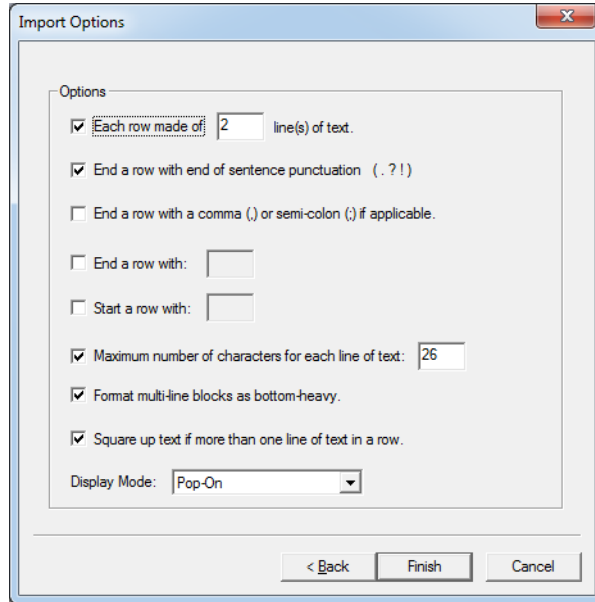 Import Options
Options
Each row made of 2 line(s) of text.
End a row with end of sentence punctuation ( . ? ! )
End a row with a comma (,) or semi-colon (;) if applicable.
End a row with:
Start a row with:
Maximum number of characters for each line of text: 26
Format multi-line blocks as bottom-heavy.
Square up text if more than one line of text in a row.
Display Mode: Pop-On
< Back Finish Cancel